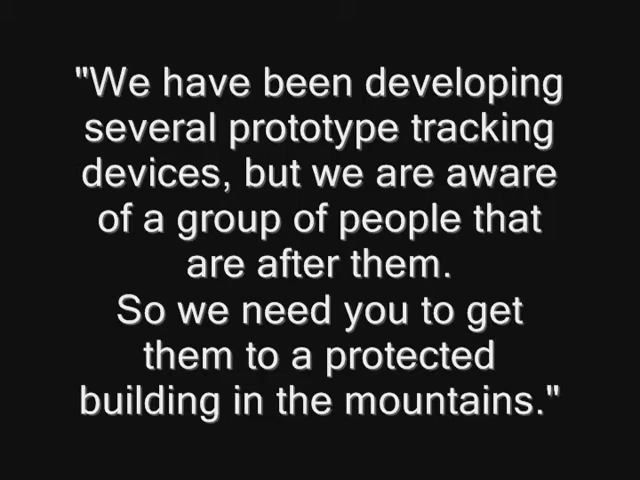 "We have been developing
several prototype tracking
devices, but we are aware
of a group of people that
are after them.
So we need you to get
them to a protected
building in the mountains."